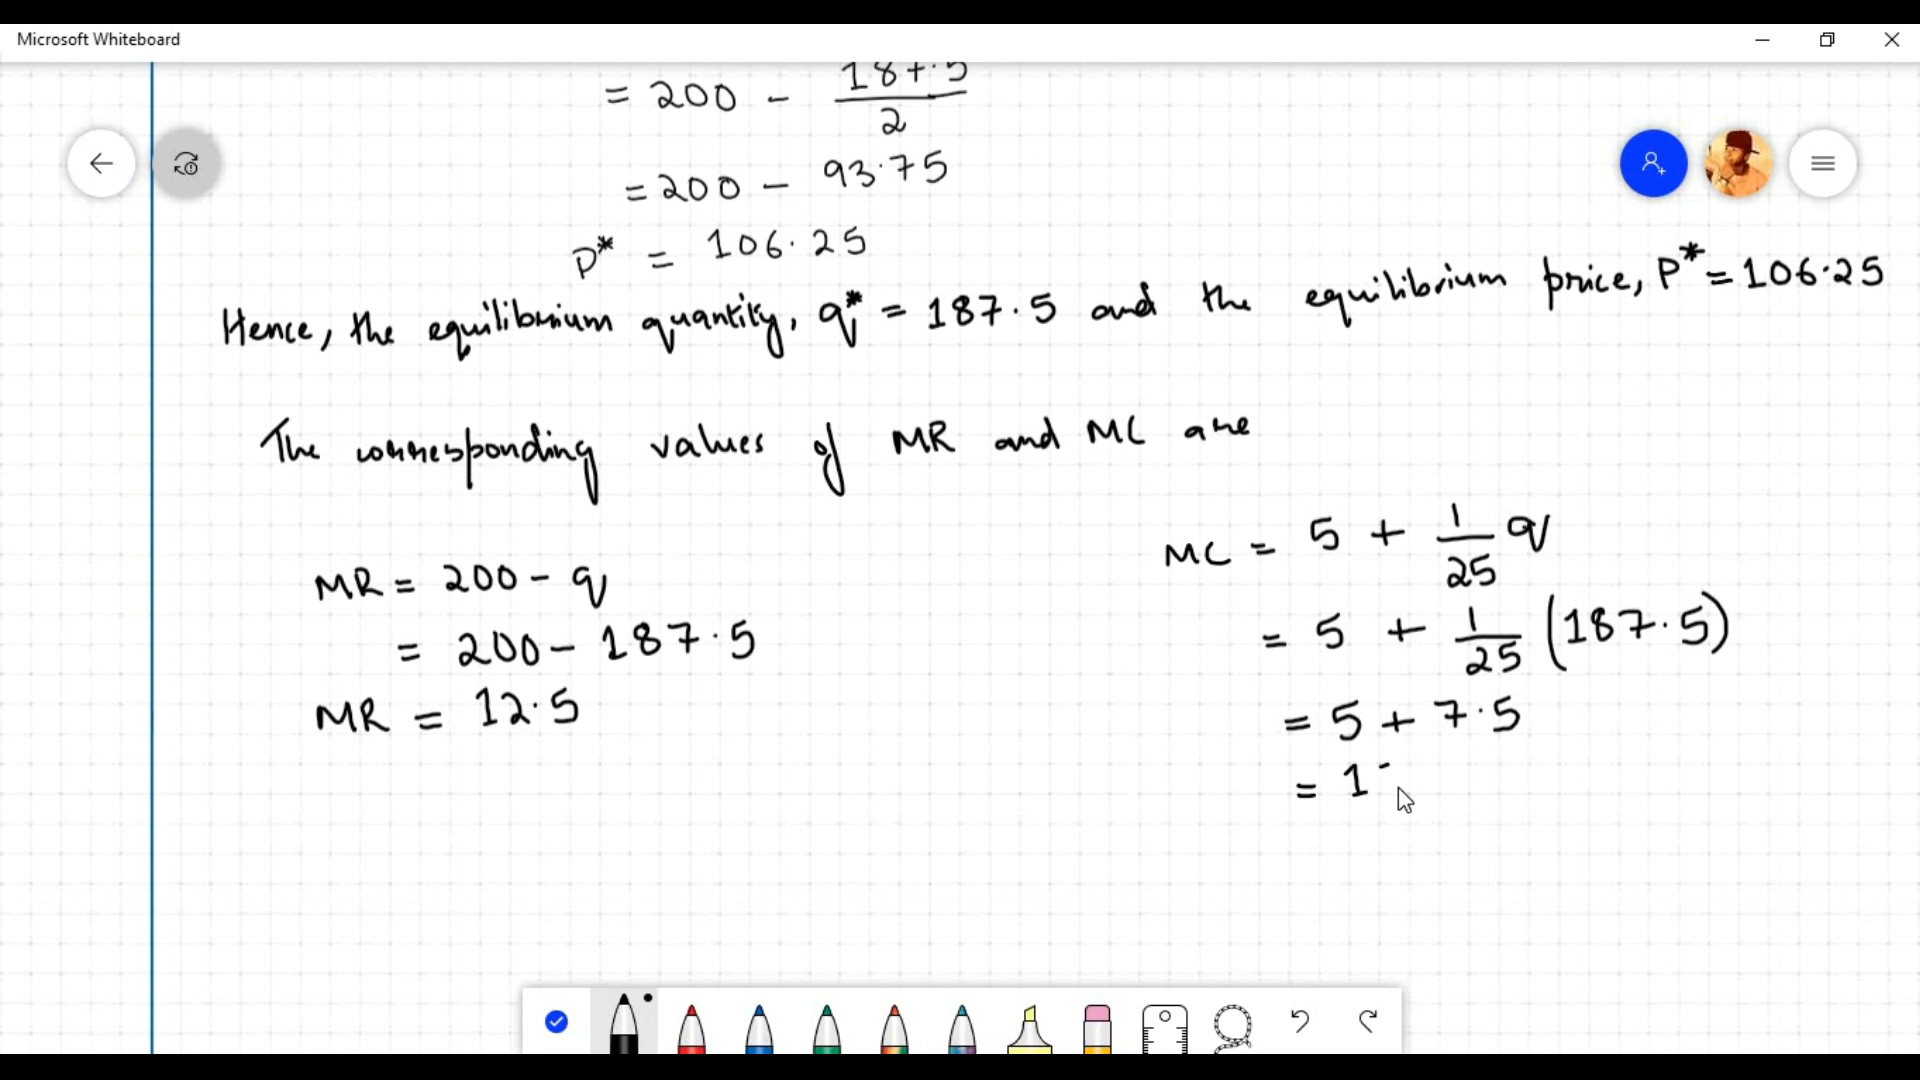 Microsoft Whiteboard
= 200 - 187.5/2
= 200 - 93.75
P* = 106.25
Hence, the equilibrium quantity, q* = 187.5 and the equilibrium price, P* = 106.25
The corresponding values of MR and MC are
MR = 200 - q
= 200 - 187.5
MR = 12.5
MC = 5 + 1/25 q
= 5 + 1/25 (187.5)
= 5 + 7.5
= 1